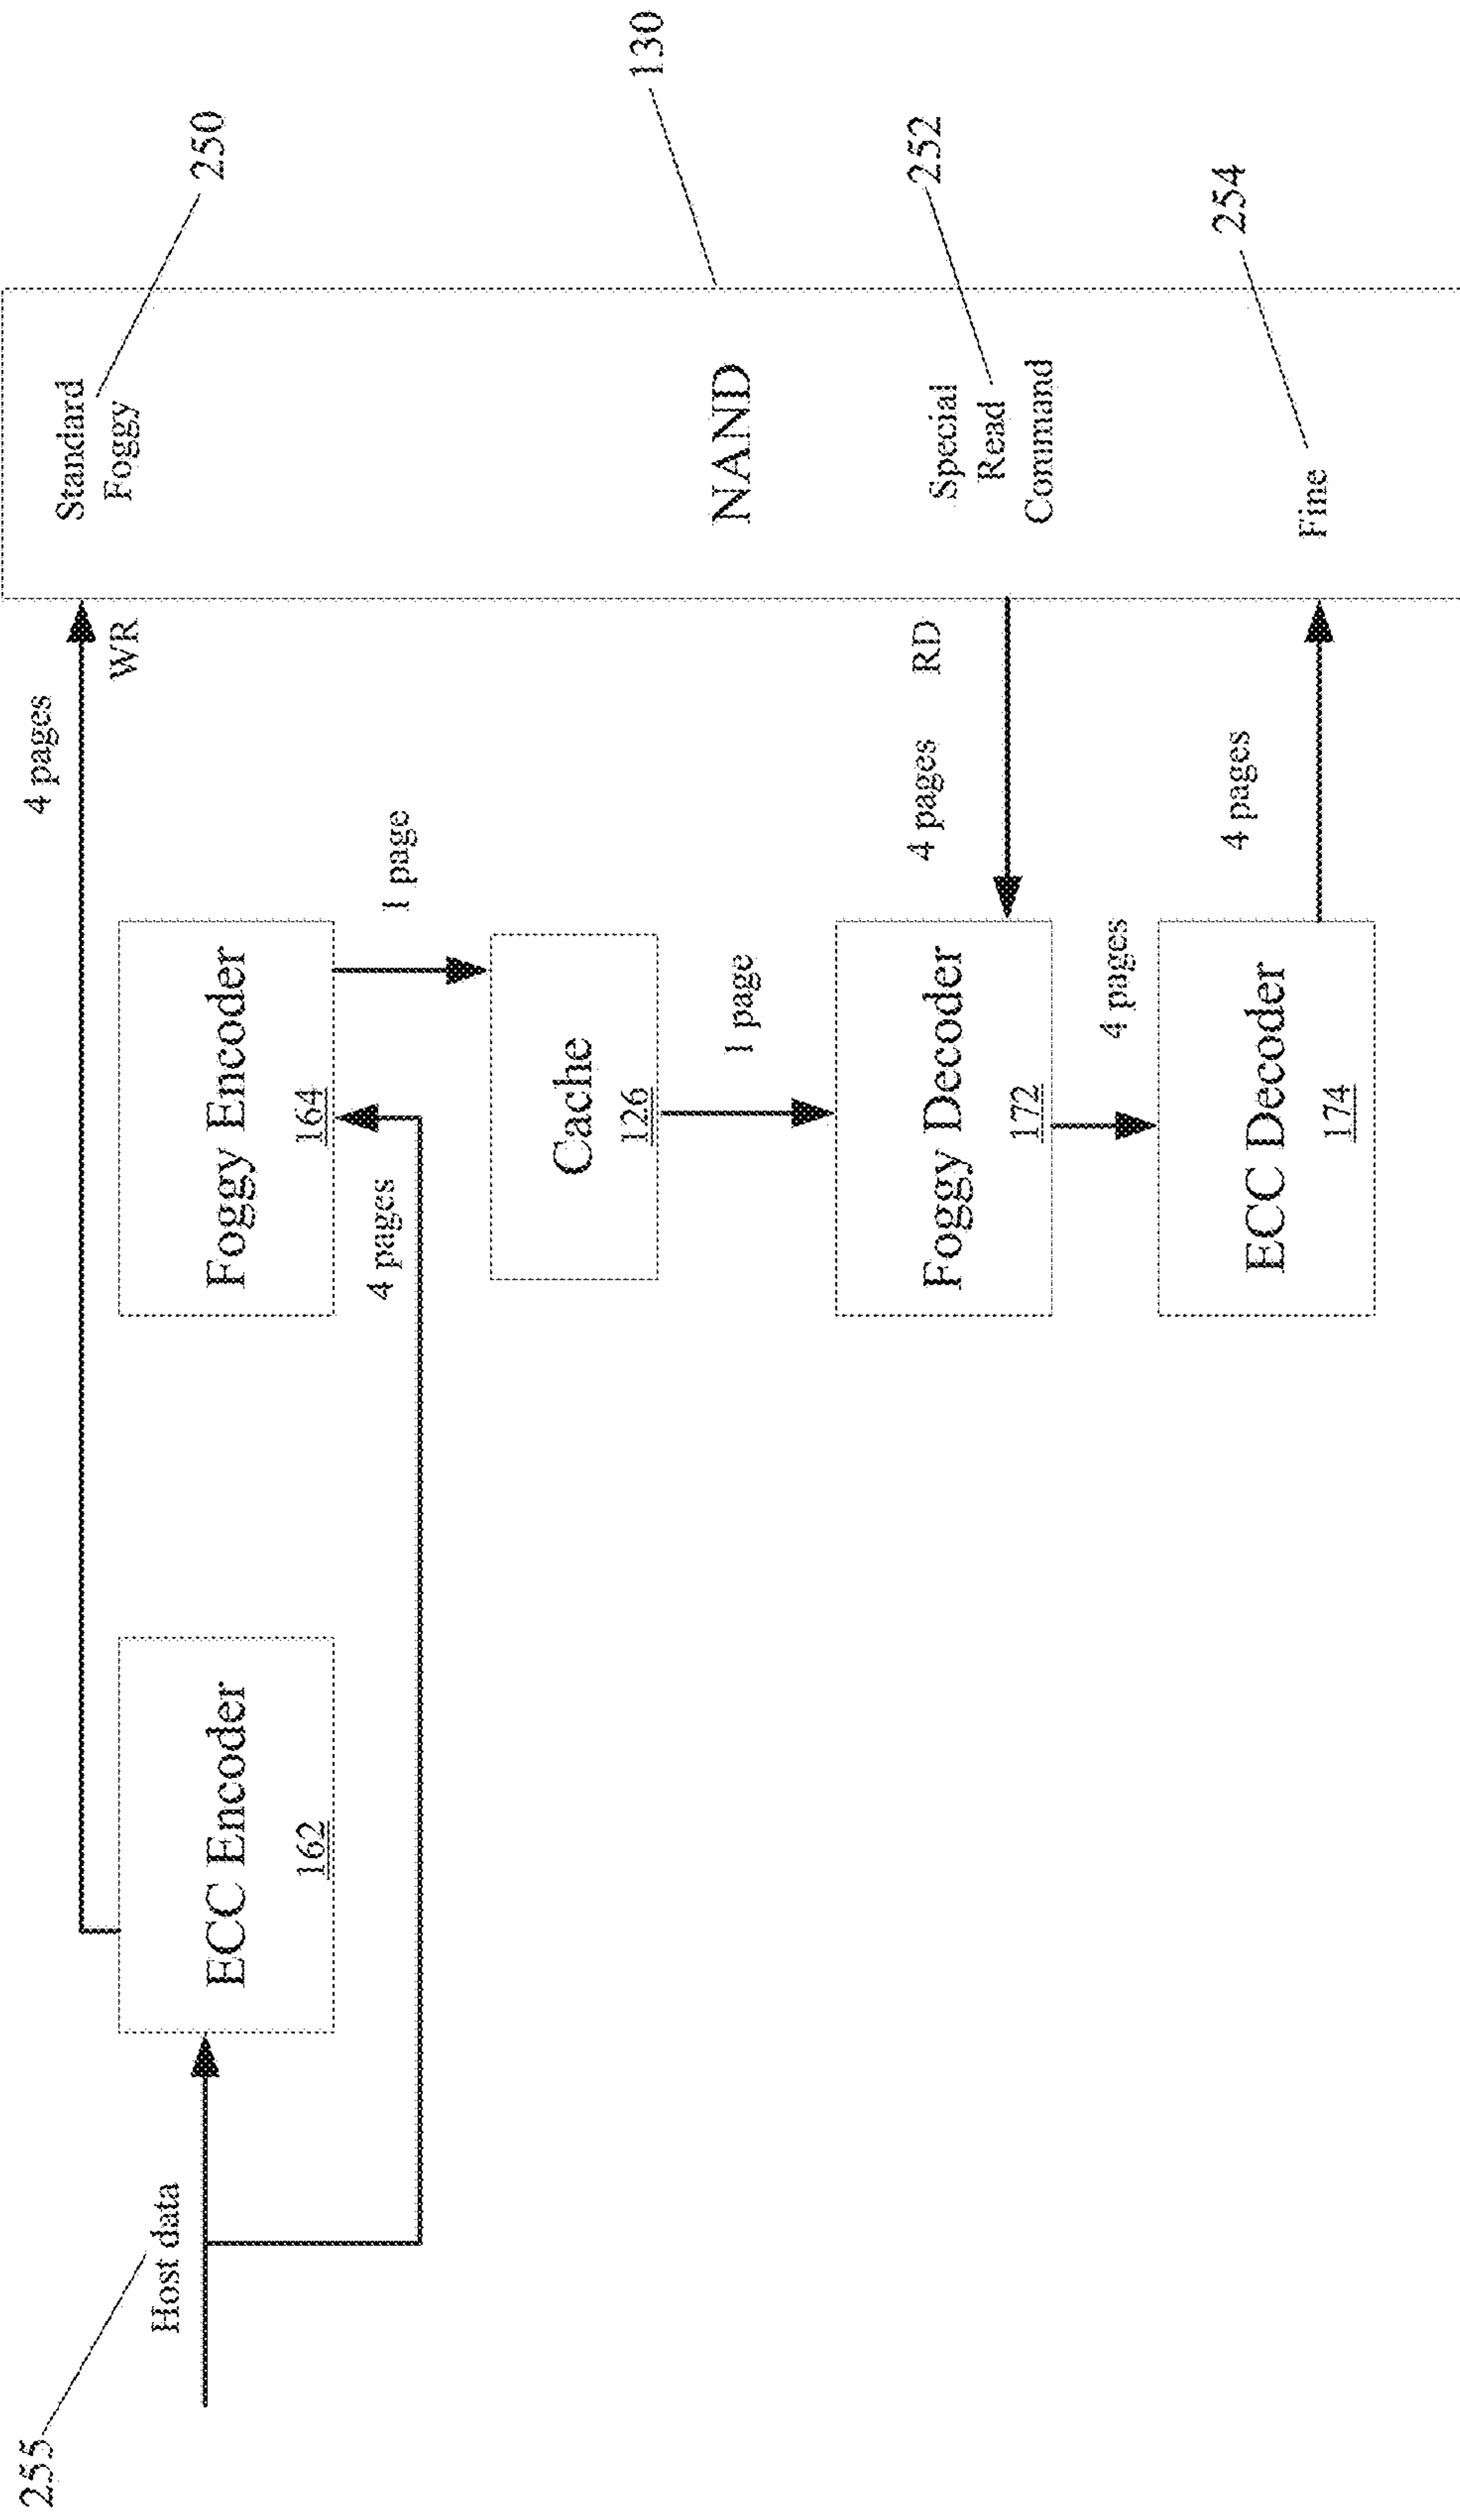 255
Host data
ECC Encoder
162
4 pages
WR
Standard
Foggy
250
Foggy Encoder
164
4 pages
1 page
Cache
126
1 page
NAND
130
Foggy Decoder
172
4 pages
RD
Special
Read
Command
252
4 pages
ECC Decoder
174
4 pages
Fine
254